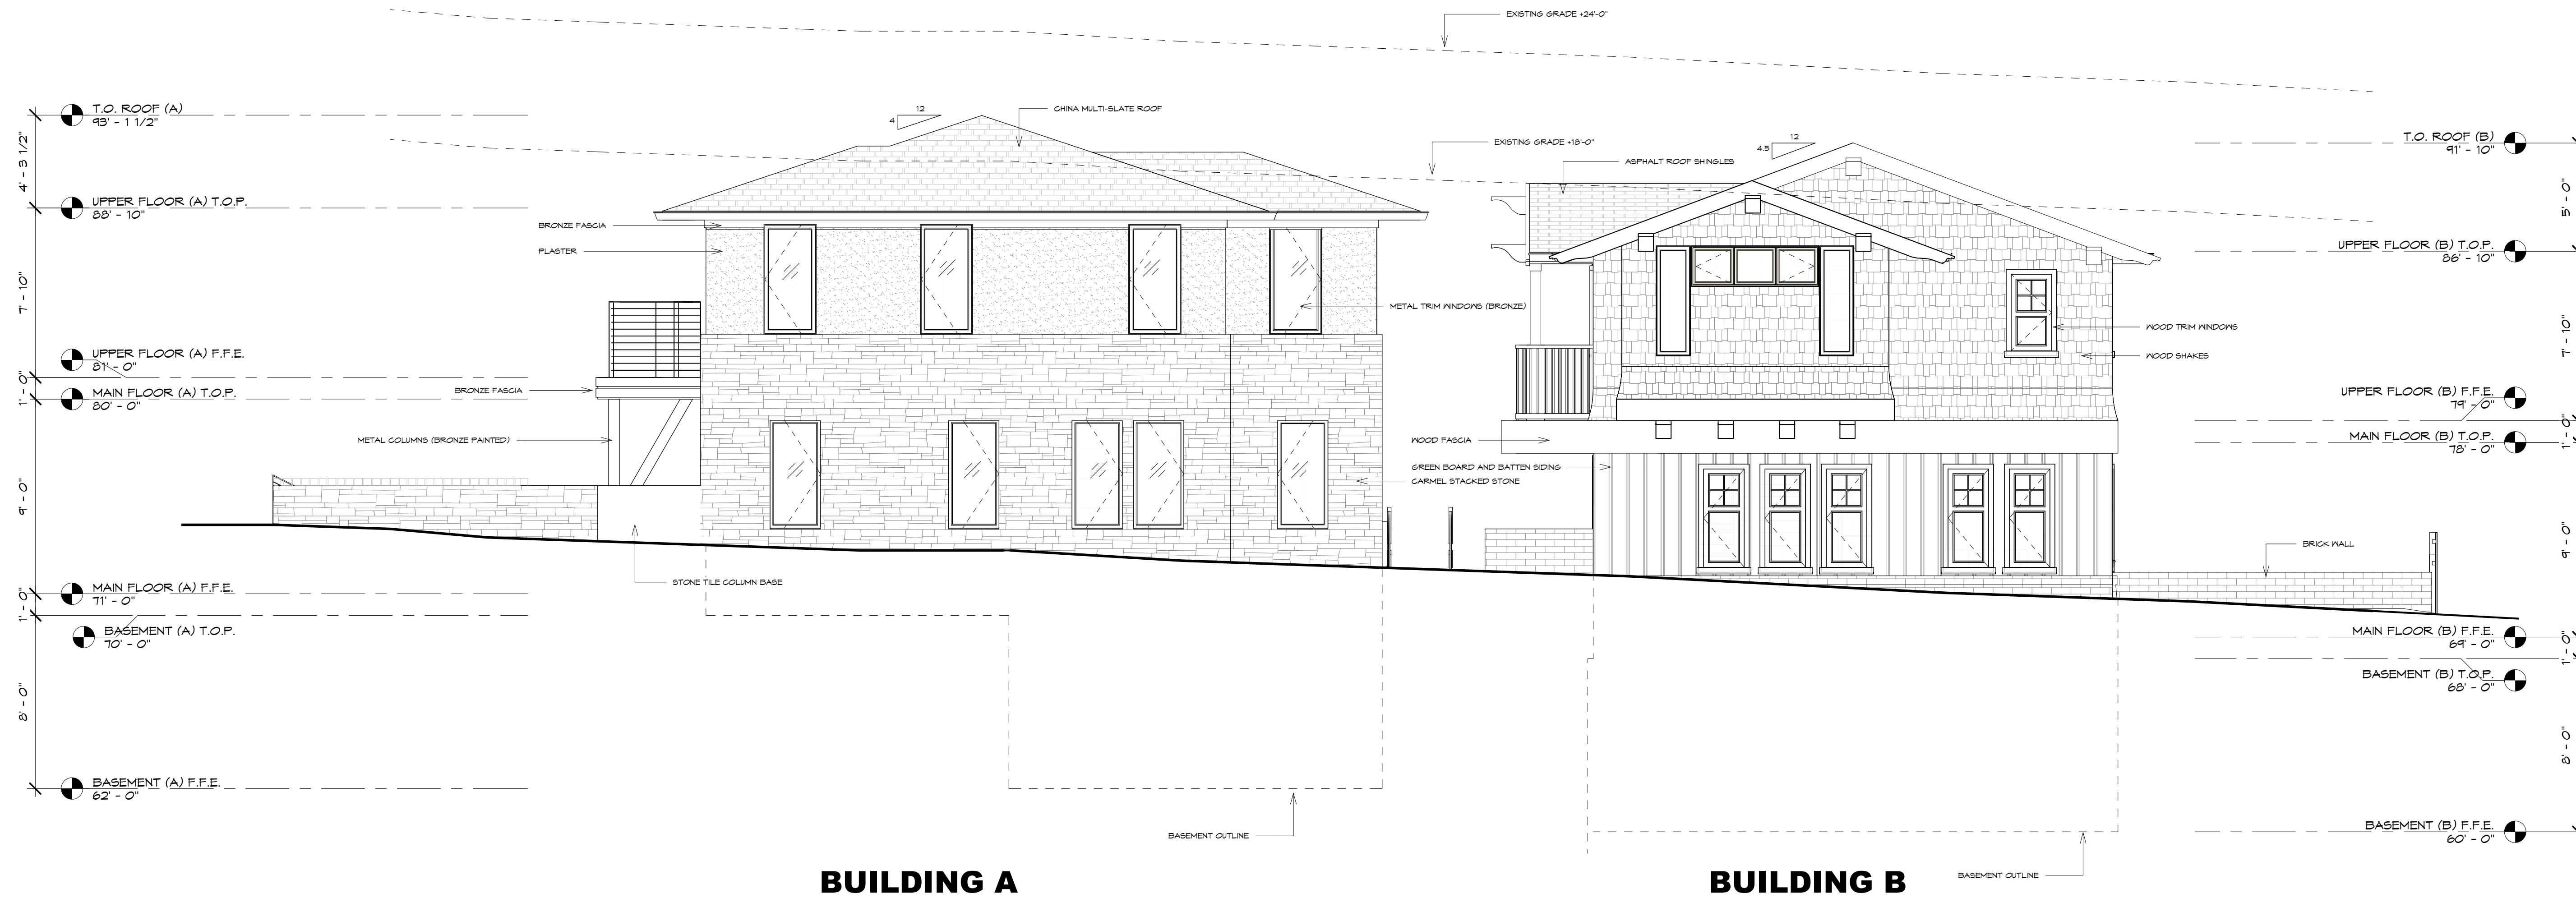 EXISTING GRADE +24'-0"
T.O. ROOF (A)
93' - 1 1/2"
12
4
CHINA MULTI-SLATE ROOF
EXISTING GRADE +18'-0"
12
4.5
T.O. ROOF (B)
91' - 10"
ASPHALT ROOF SHINGLES
4' - 3 1/2"
5' - 0"
UPPER FLOOR (A) T.O.P.
88' - 10"
BRONZE FASCIA
PLASTER
UPPER FLOOR (B) T.O.P.
86' - 10"
7' - 10"
7' - 10"
METAL TRIM WINDOWS (BRONZE)
WOOD TRIM WINDOWS
WOOD SHAKES
UPPER FLOOR (A) F.F.E.
81' - 0"
1' - 0"
MAIN FLOOR (A) T.O.P.
80' - 0"
BRONZE FASCIA
UPPER FLOOR (B) F.F.E.
79' - 0"
1' - 0"
MAIN FLOOR (B) T.O.P.
78' - 0"
METAL COLUMNS (BRONZE PAINTED)
WOOD FASCIA
GREEN BOARD AND BATTEN SIDING
CARMEL STACKED STONE
9' - 0"
9' - 0"
BRICK WALL
STONE TILE COLUMN BASE
MAIN FLOOR (A) F.F.E.
71' - 0"
1' - 0"
BASEMENT (A) T.O.P.
70' - 0"
MAIN FLOOR (B) F.F.E.
69' - 0"
1' - 0"
BASEMENT (B) T.O.P.
68' - 0"
8' - 0"
8' - 0"
BASEMENT (A) F.F.E.
62' - 0"
BASEMENT OUTLINE
BASEMENT (B) F.F.E.
60' - 0"
BASEMENT OUTLINE
BUILDING A
BUILDING B